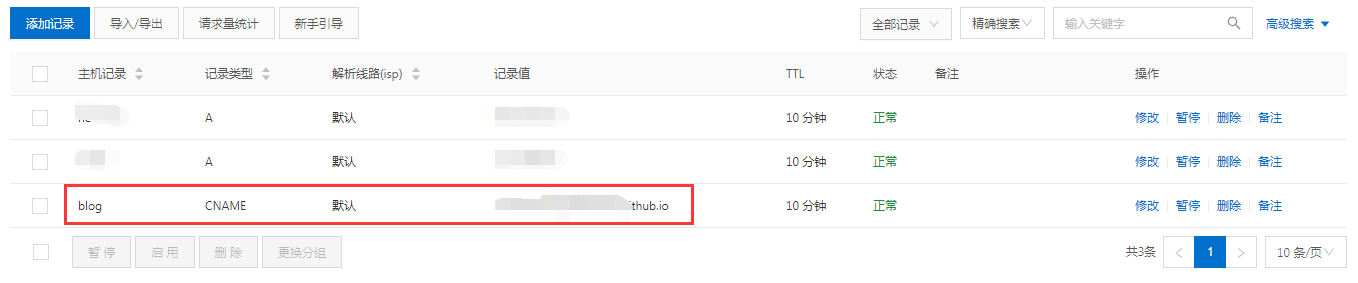 添加记录 导入/导出 请求量统计 新手引导 全部记录 精确搜索 输入关键字 高级搜索
主机记录 记录类型 解析线路(isp) 记录值 TTL 状态 备注 操作
A 默认 10 分钟 正常 修改 暂停 删除 备注
A 默认 10 分钟 正常 修改 暂停 删除 备注
blog CNAME 默认 ithub.io 10 分钟 正常 修改 暂停 删除 备注
暂 停 启 用 删 除 更换分组 共3条 < 1 > 10 条/页